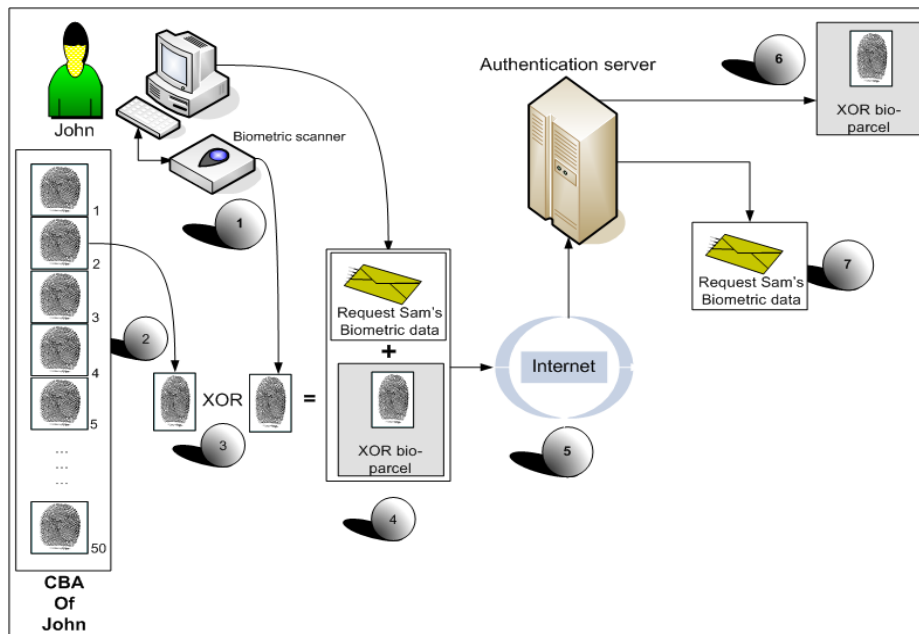 John
Biometric scanner
Authentication server
6
XOR bio-
parcel
1
1
2
3
4
5
...
...
...
50
2
XOR
3
=
Request Sam's
Biometric data
+
XOR bio-
parcel
4
Internet
5
Request Sam's
Biometric data
7
CBA
Of
John